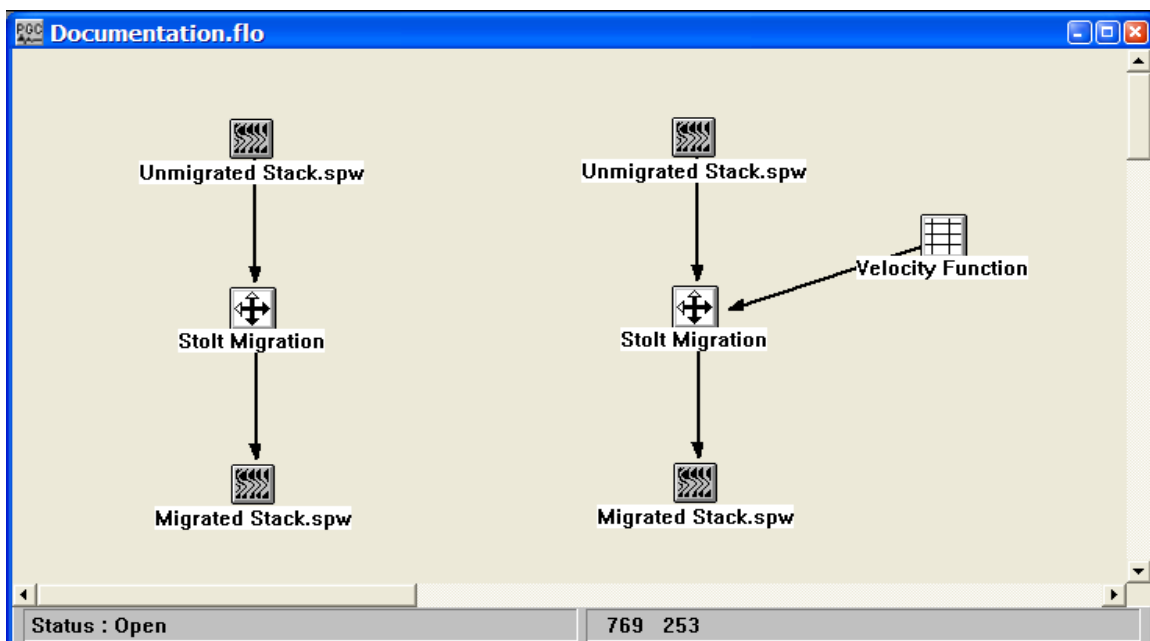 PGC Documentation.flo
Unmigrated Stack.spw
Unmigrated Stack.spw
Velocity Function
Stolt Migration
Stolt Migration
Migrated Stack.spw
Migrated Stack.spw
Status : Open
769 253